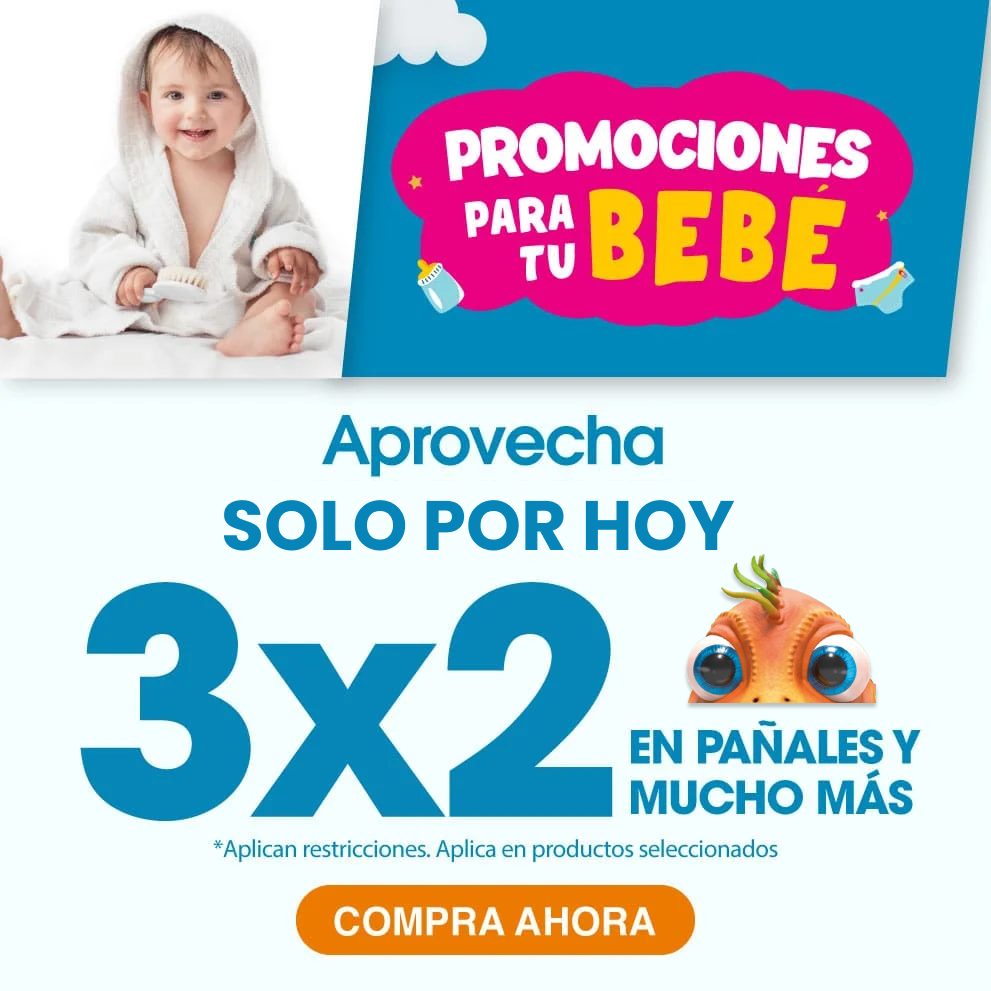 PROMOCIONES
PARA
TU
BEBÉ
Aprovecha
SOLO POR HOY
3x2
EN PAÑALES Y
MUCHO MÁS
*Aplican restricciones. Aplica en productos seleccionados
COMPRA AHORA